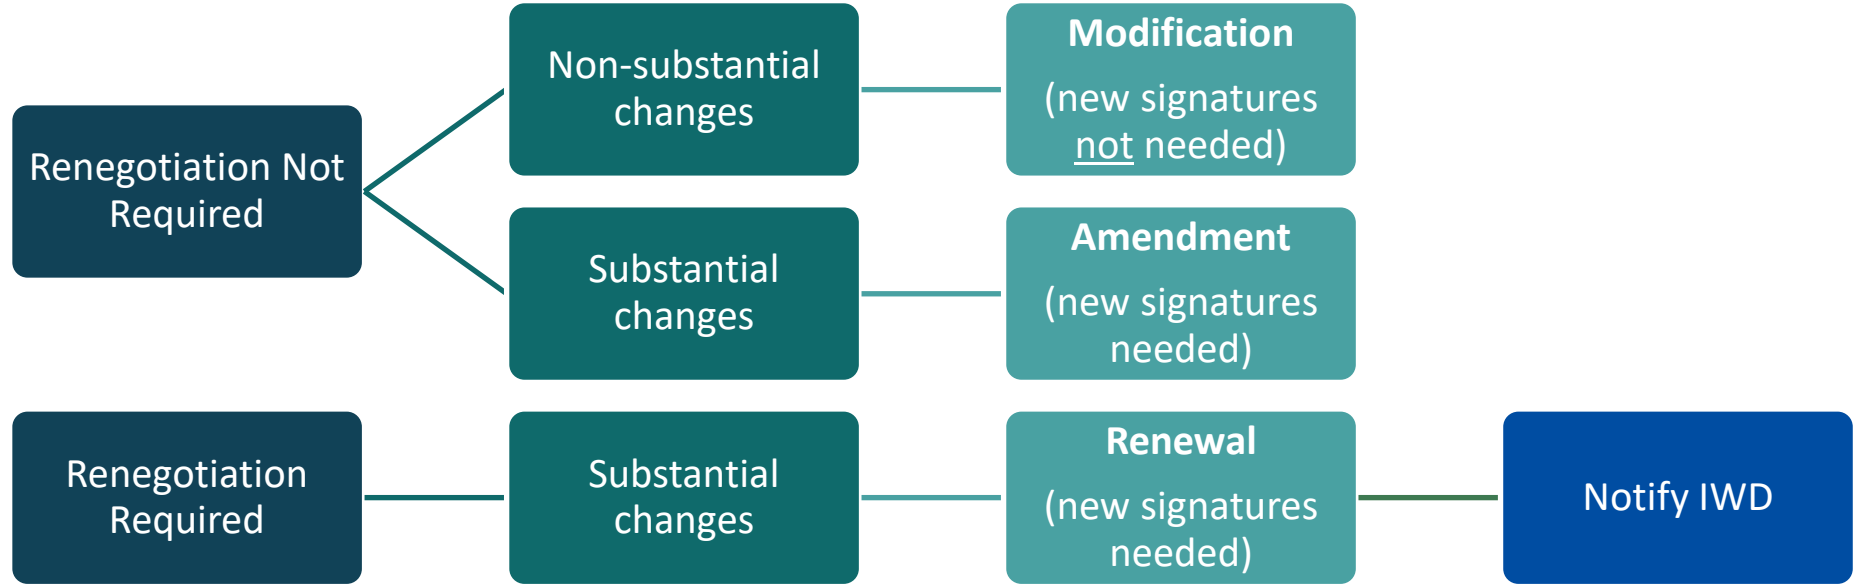 Renegotiation Not
Required
Non-substantial
changes
Modification
(new signatures
not needed)
Substantial
changes
Amendment
(new signatures
needed)
Renegotiation
Required
Substantial
changes
Renewal
(new signatures
needed)
Notify IWD